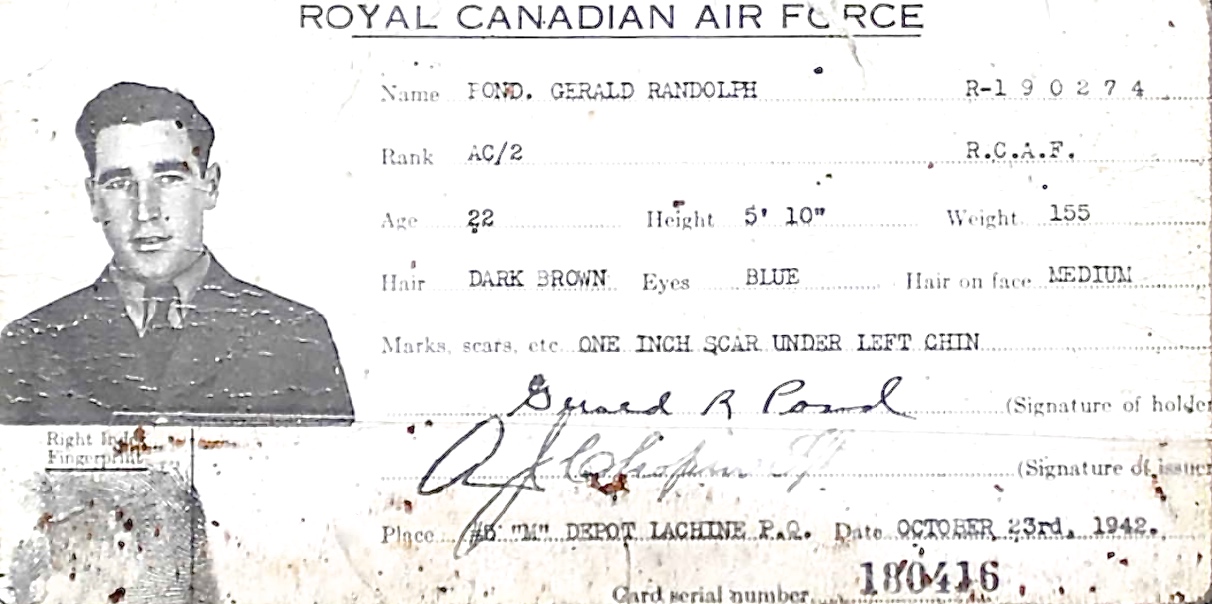 ROYAL CANADIAN AIR FORCE
Name POND. GERALD RANDOLPH R-190274
Rank AC/2 R.C.A.F.
Age 22 Height 5' 10" Weight 155
Hair DARK BROWN Eyes BLUE Hair on face MEDIUM
Marks, scars, etc. ONE INCH SCAR UNDER LEFT CHIN
Gerald R Pond (Signature of holder
Right Index
Fingerprint
(Signature of issuer
Place "M" DEPOT LACHINE P.Q. Date OCTOBER 23rd, 1942.
Card serial number 180416